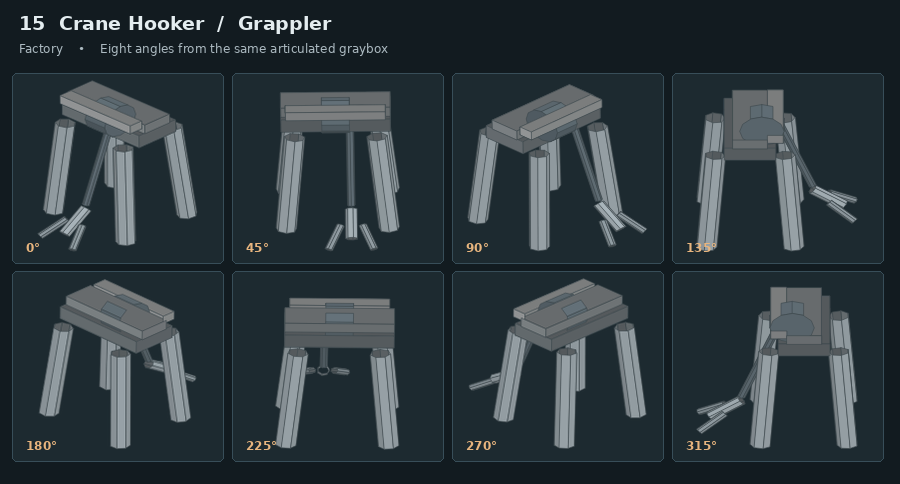 15 Crane Hooker / Grappler
Factory • Eight angles from the same articulated graybox
0° 45° 90° 135°
180° 225° 270° 315°